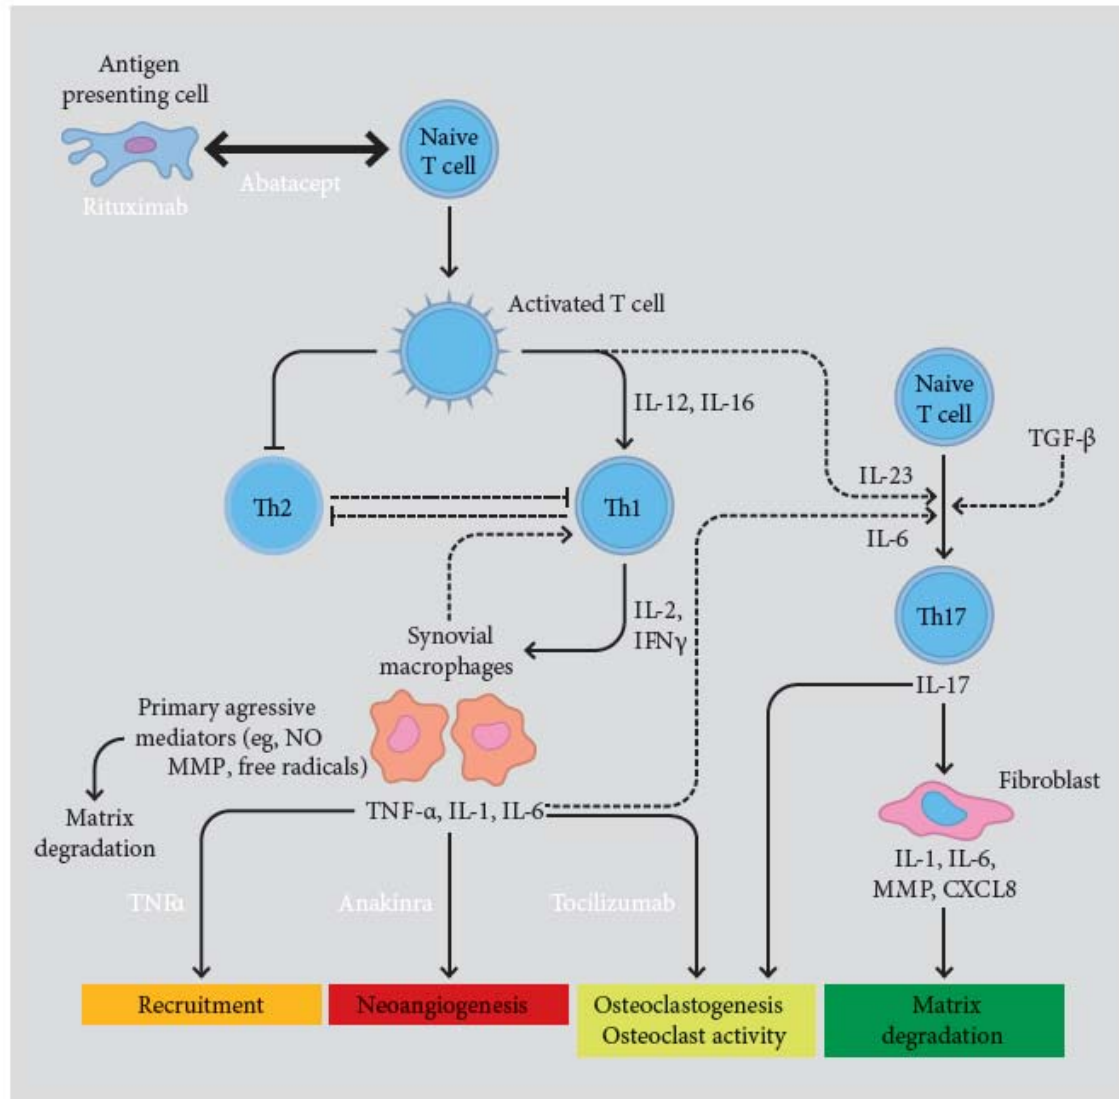 Antigen
presenting cell
Naive
T cell
Abatacept
Rituximab
Activated T cell
IL-12, IL-16
Naive
T cell
TGF-β
IL-23
Th2
Th1
IL-6
Th17
IL-2,
IFNγ
Synovial
macrophages
IL-17
Primary agressive
mediators (eg, NO
MMP, free radicals)
Fibroblast
TNF-α, IL-1, IL-6
Matrix
degradation
IL-1, IL-6,
MMP, CXCL8
TNFα
Anakinra
Tocilizumab
Recruitment
Neoangiogenesis
Osteoclastogenesis
Osteoclast activity
Matrix
degradation